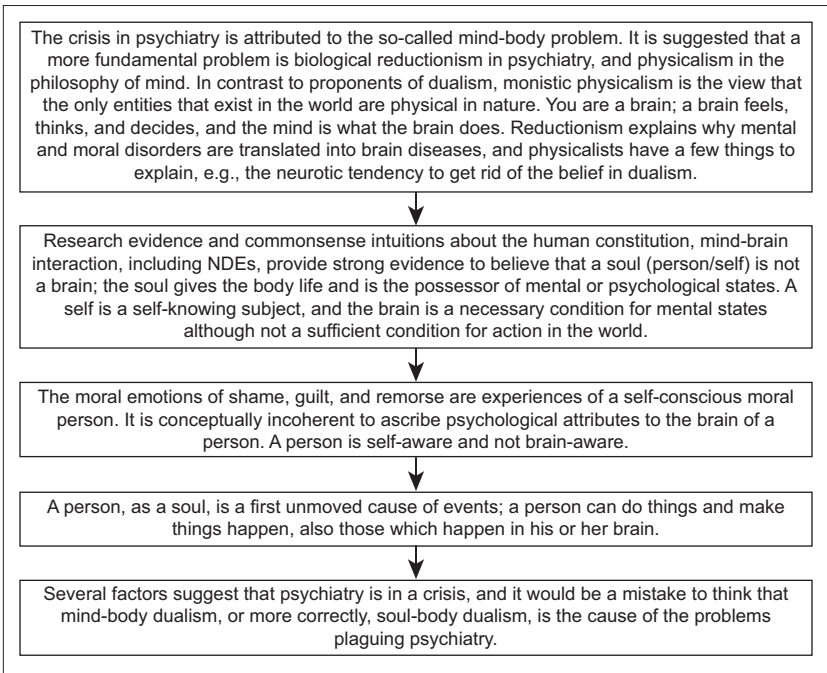 The crisis in psychiatry is attributed to the so-called mind-body problem. It is suggested that a
more fundamental problem is biological reductionism in psychiatry, and physicalism in the
philosophy of mind. In contrast to proponents of dualism, monistic physicalism is the view that
the only entities that exist in the world are physical in nature. You are a brain; a brain feels,
thinks, and decides, and the mind is what the brain does. Reductionism explains why mental
and moral disorders are translated into brain diseases, and physicalists have a few things to
explain, e.g., the neurotic tendency to get rid of the belief in dualism.
Research evidence and commonsense intuitions about the human constitution, mind-brain
interaction, including NDEs, provide strong evidence to believe that a soul (person/self) is not
a brain; the soul gives the body life and is the possessor of mental or psychological states. A
self is a self-knowing subject, and the brain is a necessary condition for mental states
although not a sufficient condition for action in the world.
The moral emotions of shame, guilt, and remorse are experiences of a self-conscious moral
person. It is conceptually incoherent to ascribe psychological attributes to the brain of a
person. A person is self-aware and not brain-aware.
A person, as a soul, is a first unmoved cause of events; a person can do things and make
things happen, also those which happen in his or her brain.
Several factors suggest that psychiatry is in a crisis, and it would be a mistake to think that
mind-body dualism, or more correctly, soul-body dualism, is the cause of the problems
plaguing psychiatry.